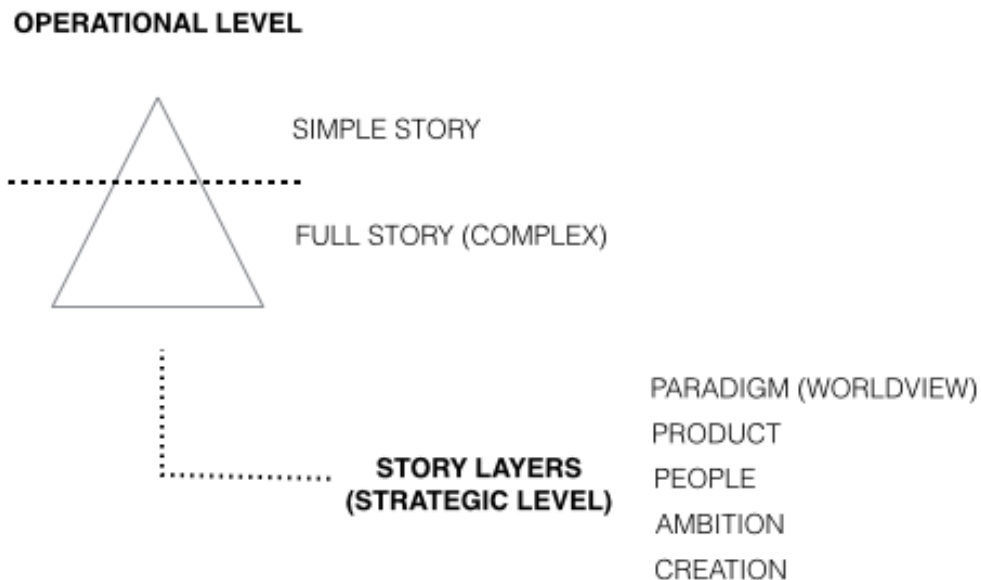 OPERATIONAL LEVEL
SIMPLE STORY
FULL STORY (COMPLEX)
STORY LAYERS
(STRATEGIC LEVEL)
PARADIGM (WORLDVIEW)
PRODUCT
PEOPLE
AMBITION
CREATION